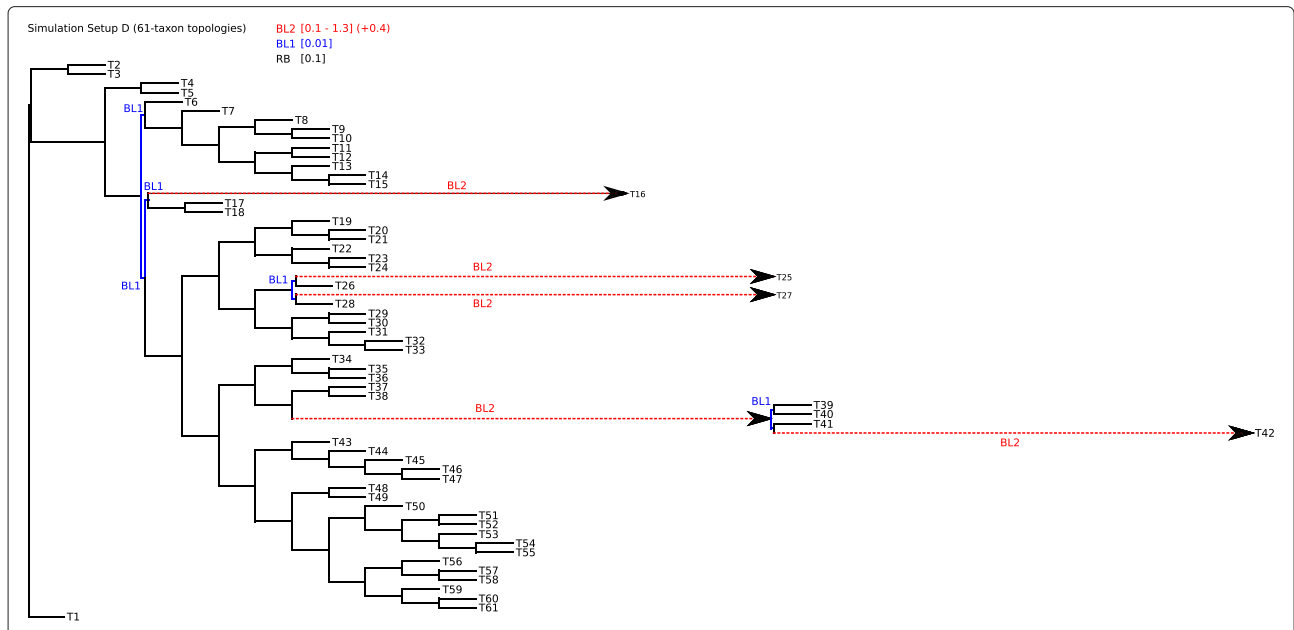 Simulation Setup D (61-taxon topologies)
BL2 [0.1 - 1.3] (+0.4)
BL1 [0.01]
RB [0.1]
T2
T3
T4
T5
T6
BL1
T7
T8
T9
T10
T11
T12
T13
T14
T15
BL1
BL2
T16
T17
T18
T19
T20
T21
T22
T23
T24
BL2
BL1
T25
BL1
T26
T27
BL2
T28
T29
T30
T31
T32
T33
T34
T35
T36
T37
T38
BL2
BL1
T39
T40
T41
T42
BL2
T43
T44
T45
T46
T47
T48
T49
T50
T51
T52
T53
T54
T55
T56
T57
T58
T59
T60
T61
T1